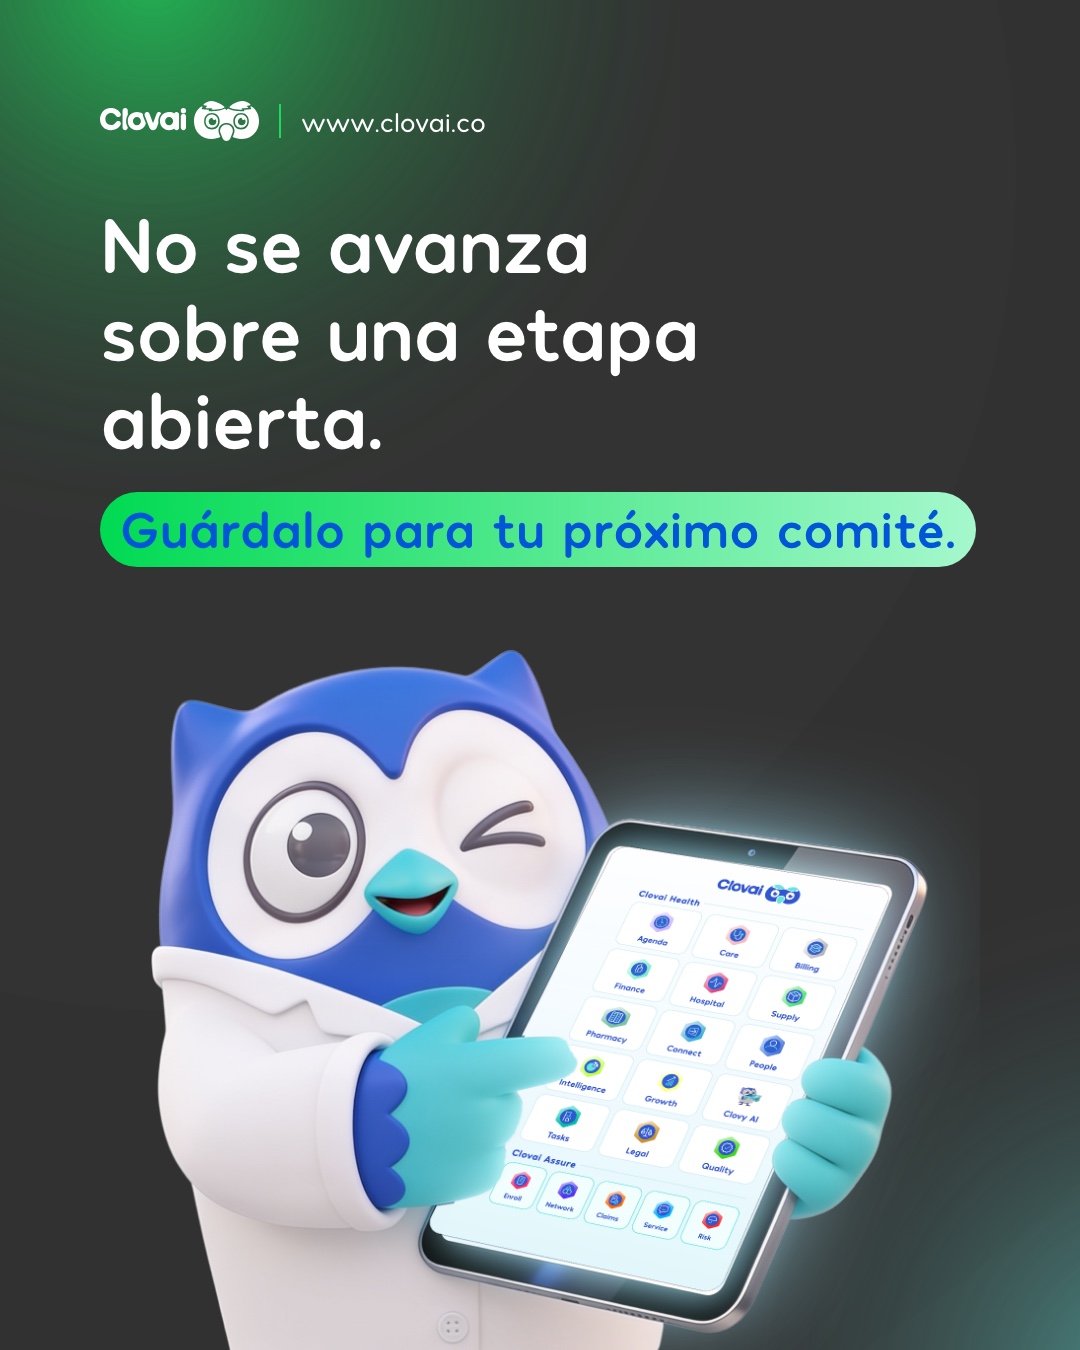 Clovai
www.clovai.co
No se avanza
sobre una etapa
abierta.
Guárdalo para tu próximo comité.
Clovai
Clovai Health
Agenda
Care
Billing
Finance
Hospital
Supply
Pharmacy
Connect
People
Intelligence
Growth
Clovy AI
Tasks
Legal
Quality
Clovai Assure
Enroll
Network
Claims
Service
Risk